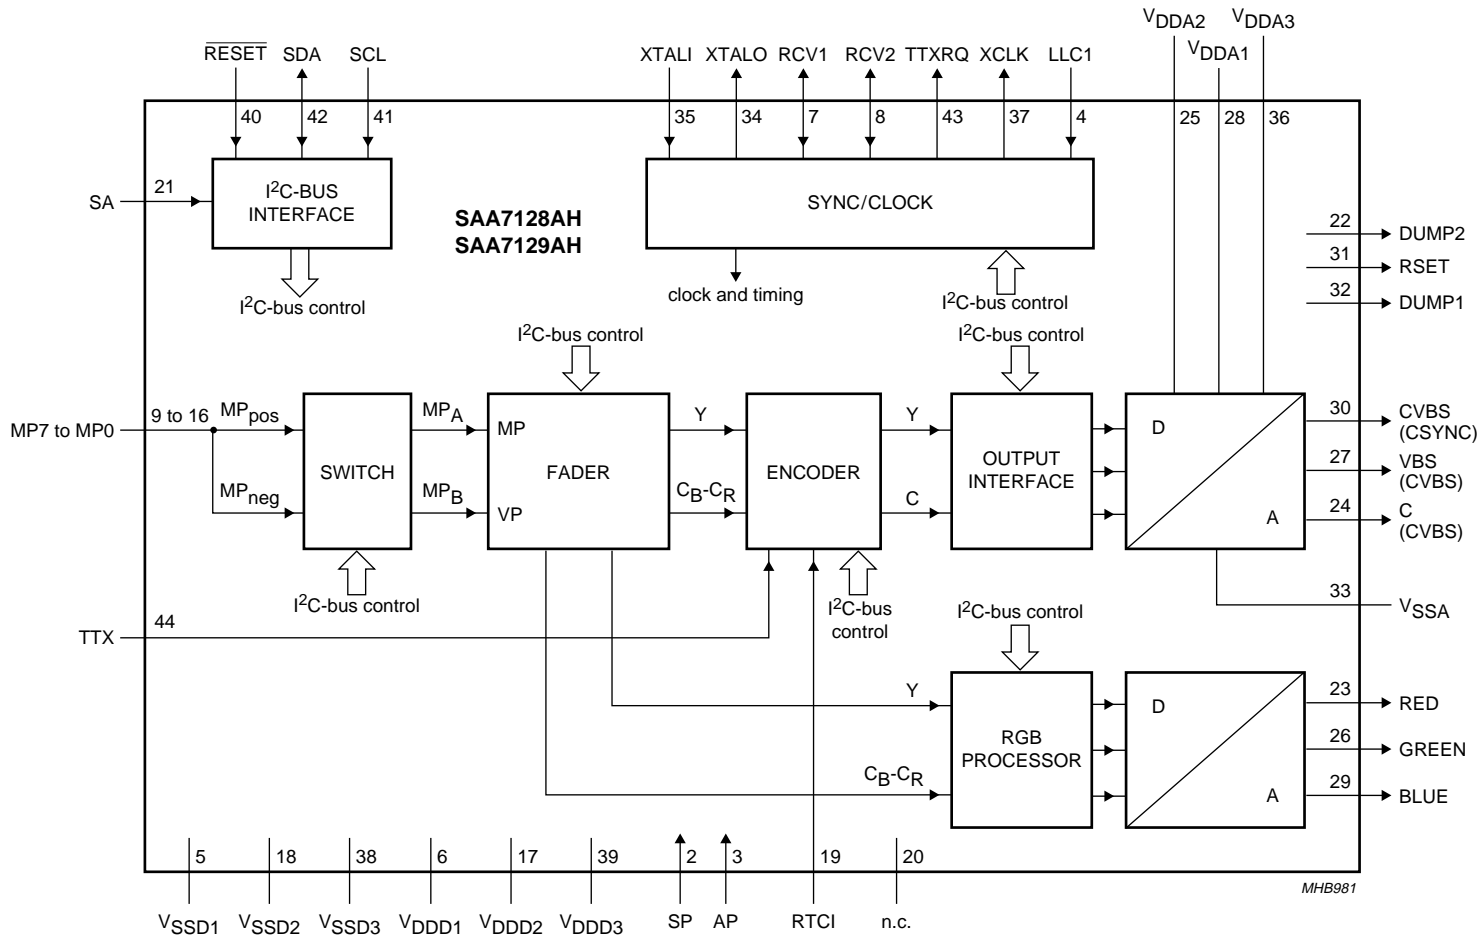 VDDA2 VDDA3
VDDA1
RESET SDA SCL XTALI XTALO RCV1 RCV2 TTXRQ XCLK LLC1
40 42 41 35 34 7 8 43 37 4 25 28 36
SA 21
I2C-BUS
INTERFACE
SAA7128AH
SAA7129AH
SYNC/CLOCK
22 DUMP2
31 RSET
32 DUMP1
I2C-bus control
clock and timing
I2C-bus control
I2C-bus control
I2C-bus control
MP7 to MP0 9 to 16 MPpos
MPneg
SWITCH
MPA
MPB
MP
FADER
VP
Y
CB-CR
ENCODER
Y
C
OUTPUT
INTERFACE
D
A
30 CVBS
(CSYNC)
27 VBS
(CVBS)
24 C
(CVBS)
I2C-bus control
I2C-bus
control
I2C-bus control
33 VSSA
TTX 44
Y
CB-CR
RGB
PROCESSOR
D
A
23 RED
26 GREEN
29 BLUE
5 18 38 6 17 39 2 3 19 20
VSSD1 VSSD2 VSSD3 VDDD1 VDDD2 VDDD3 SP AP RTCI n.c.
MHB981